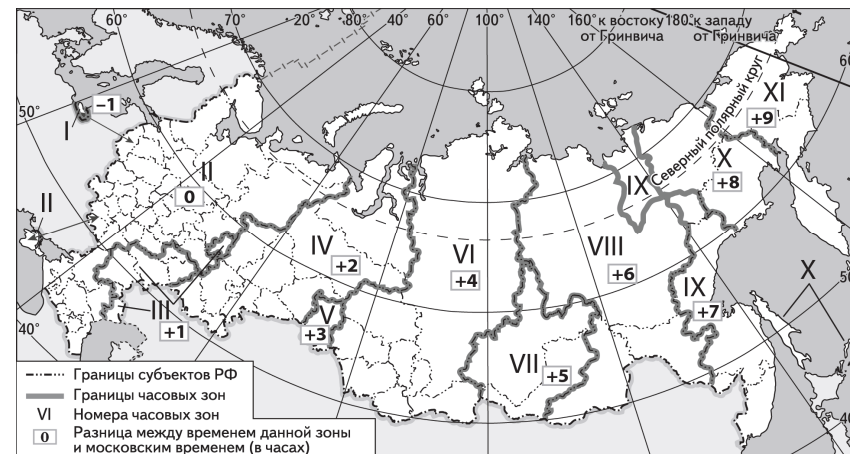 60°
70°
20°
80°
40°
60°
100°
140°
160° к востоку
от Гринвича
180° к западу
от Гринвича
60
50°
–1
I
II
0
II
Северный полярный круг
XI
+9
X
+8
IX
IV
+2
VI
+4
VIII
+6
IX
+7
X
50
III
+1
V
+3
VII
+5
40°
40
Границы субъектов РФ
Границы часовых зон
VI Номера часовых зон
0 Разница между временем данной зоны
и московским временем (в часах)